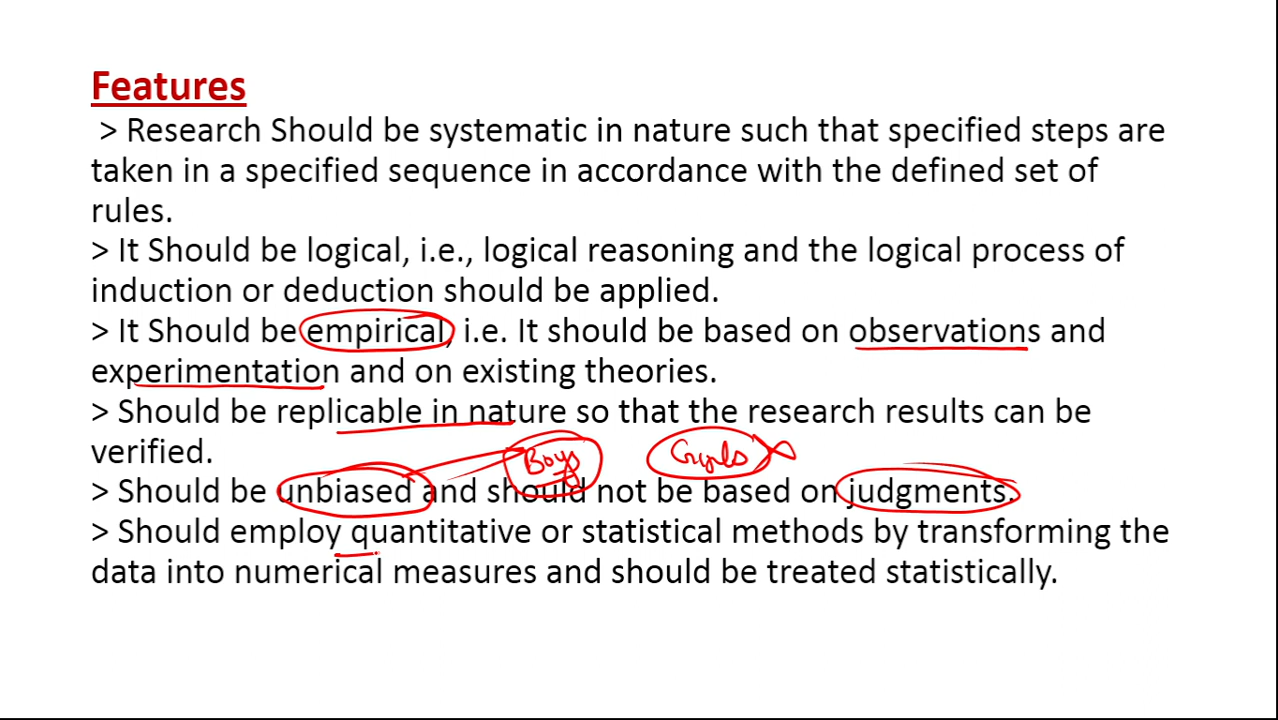 Features
> Research Should be systematic in nature such that specified steps are
taken in a specified sequence in accordance with the defined set of
rules.
> It Should be logical, i.e., logical reasoning and the logical process of
induction or deduction should be applied.
> It Should be empirical, i.e. It should be based on observations and
experimentation and on existing theories.
> Should be replicable in nature so that the research results can be
verified.
Boys
> Should be unbiased and should not be based on judgments.
> Should employ quantitative or statistical methods by transforming the
data into numerical measures and should be treated statistically.